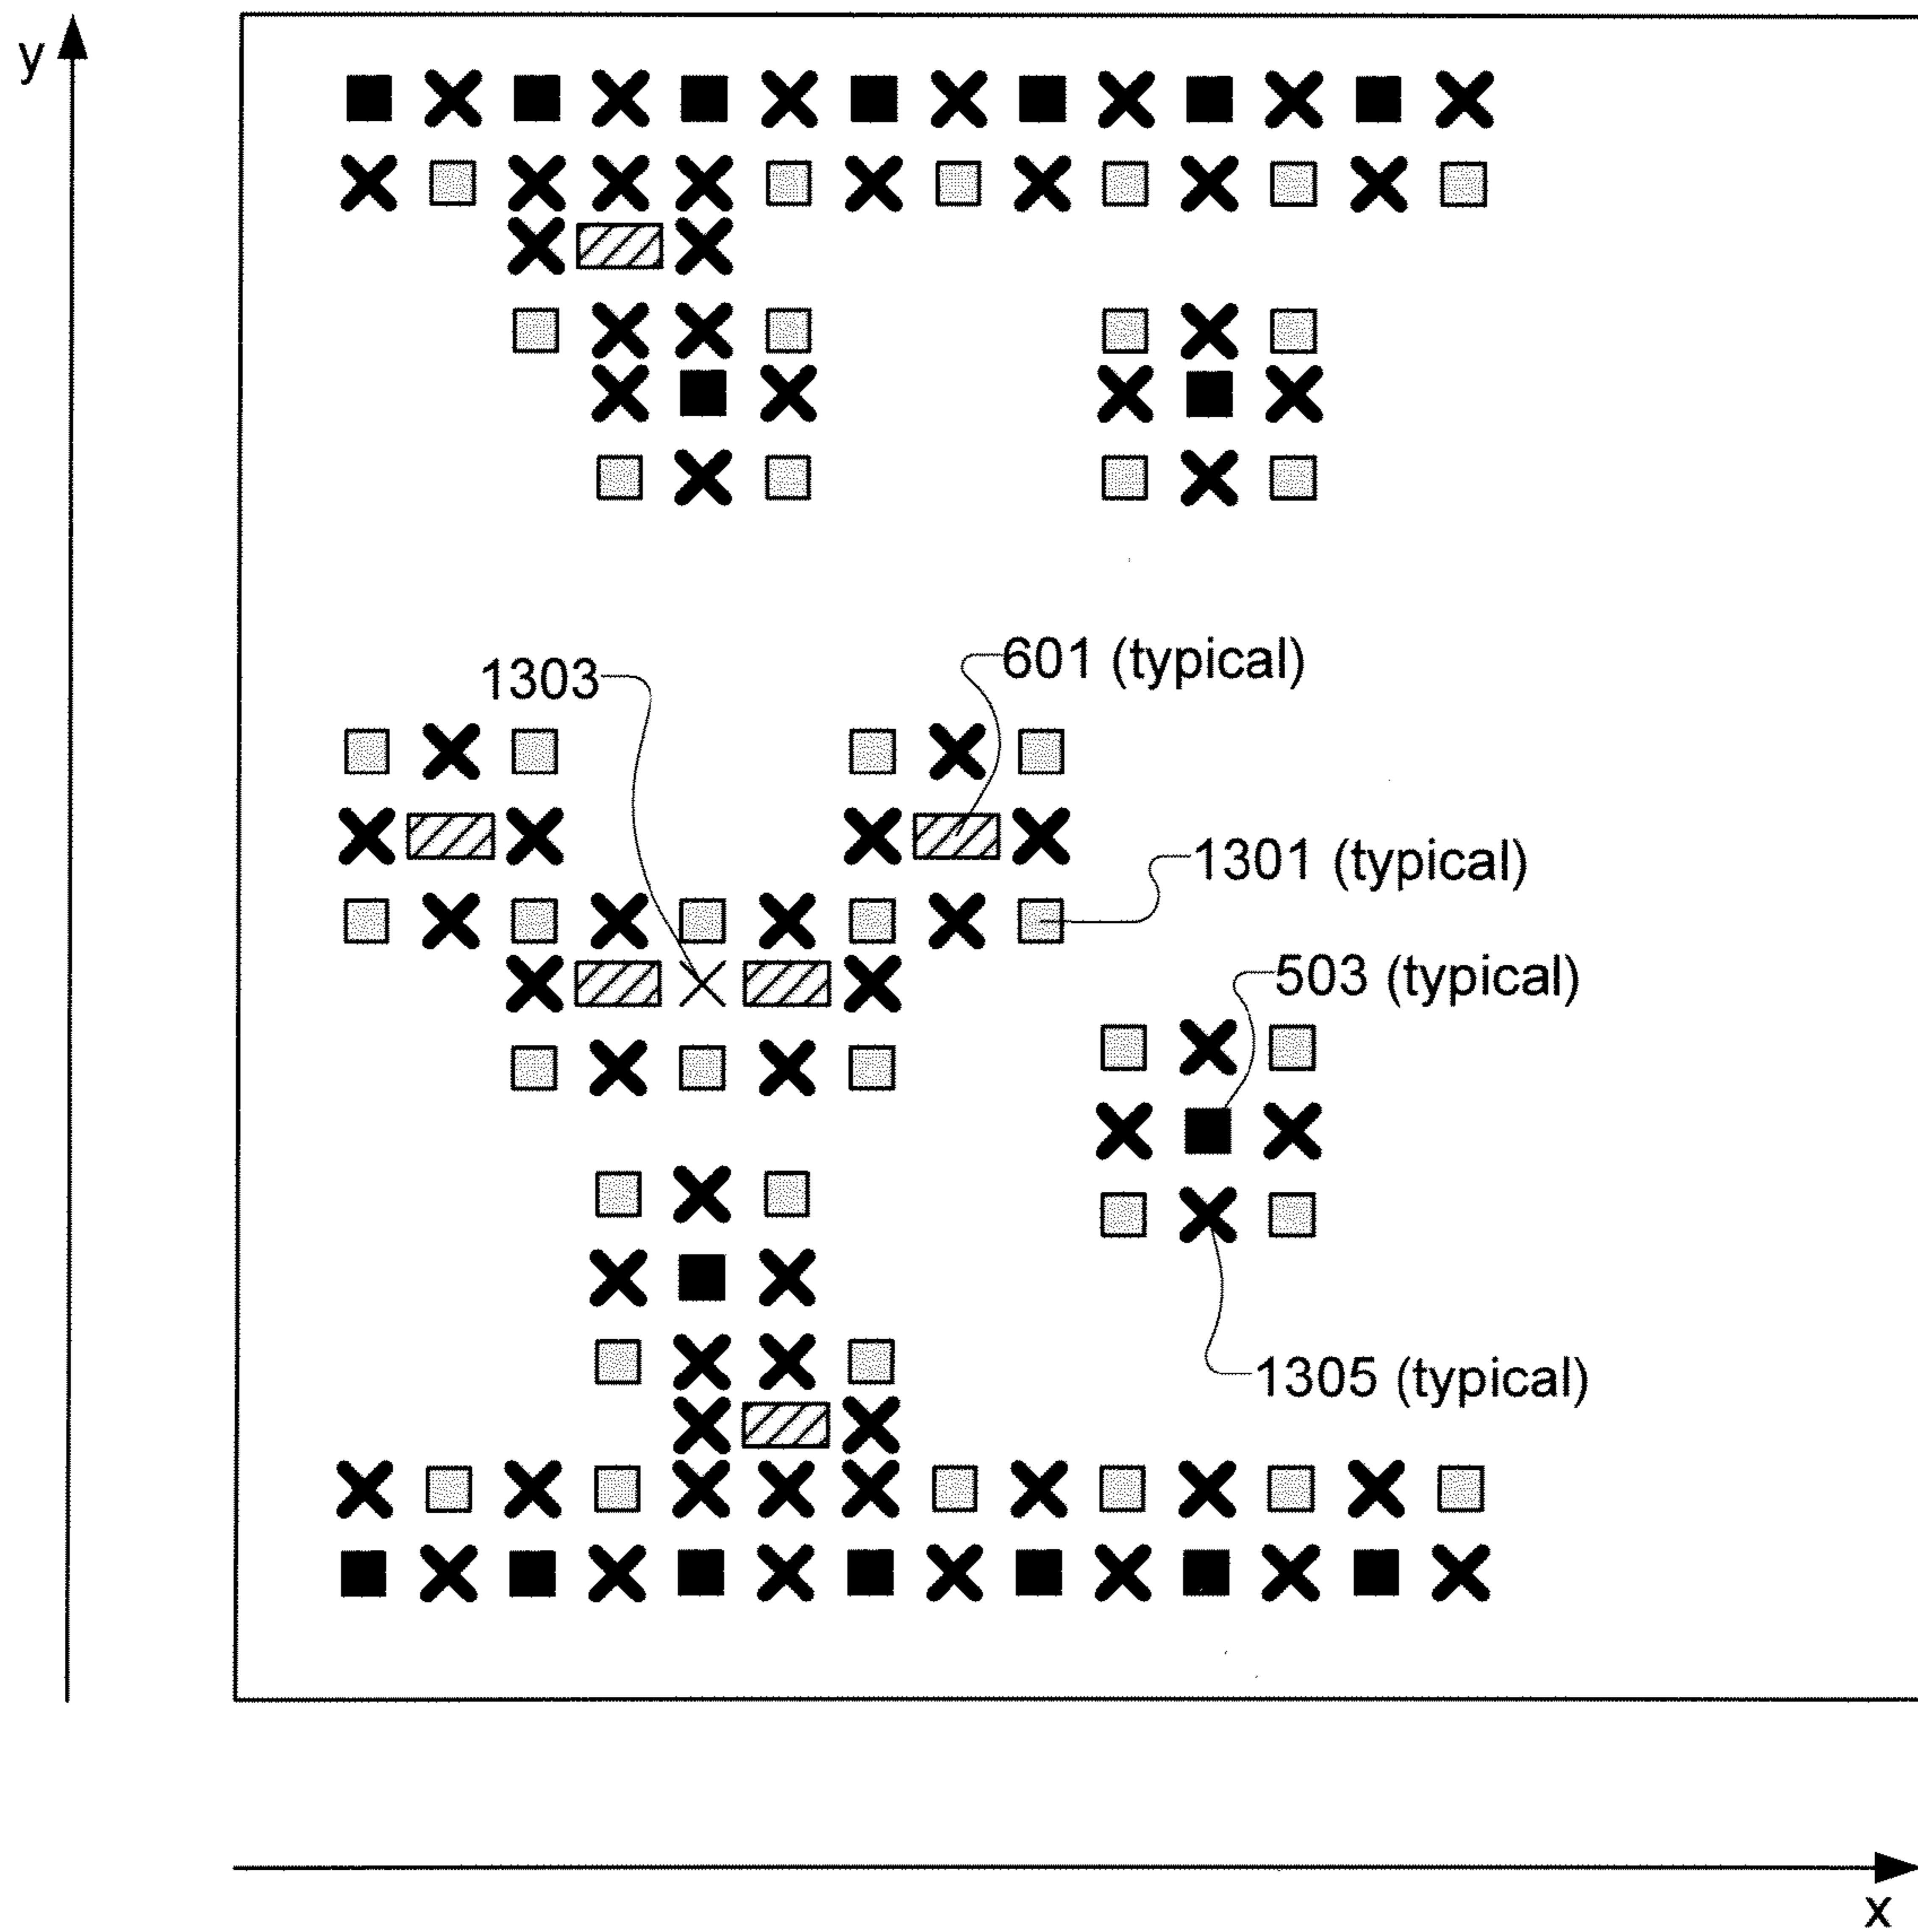 y
1303
601 (typical)
1301 (typical)
503 (typical)
1305 (typical)
x